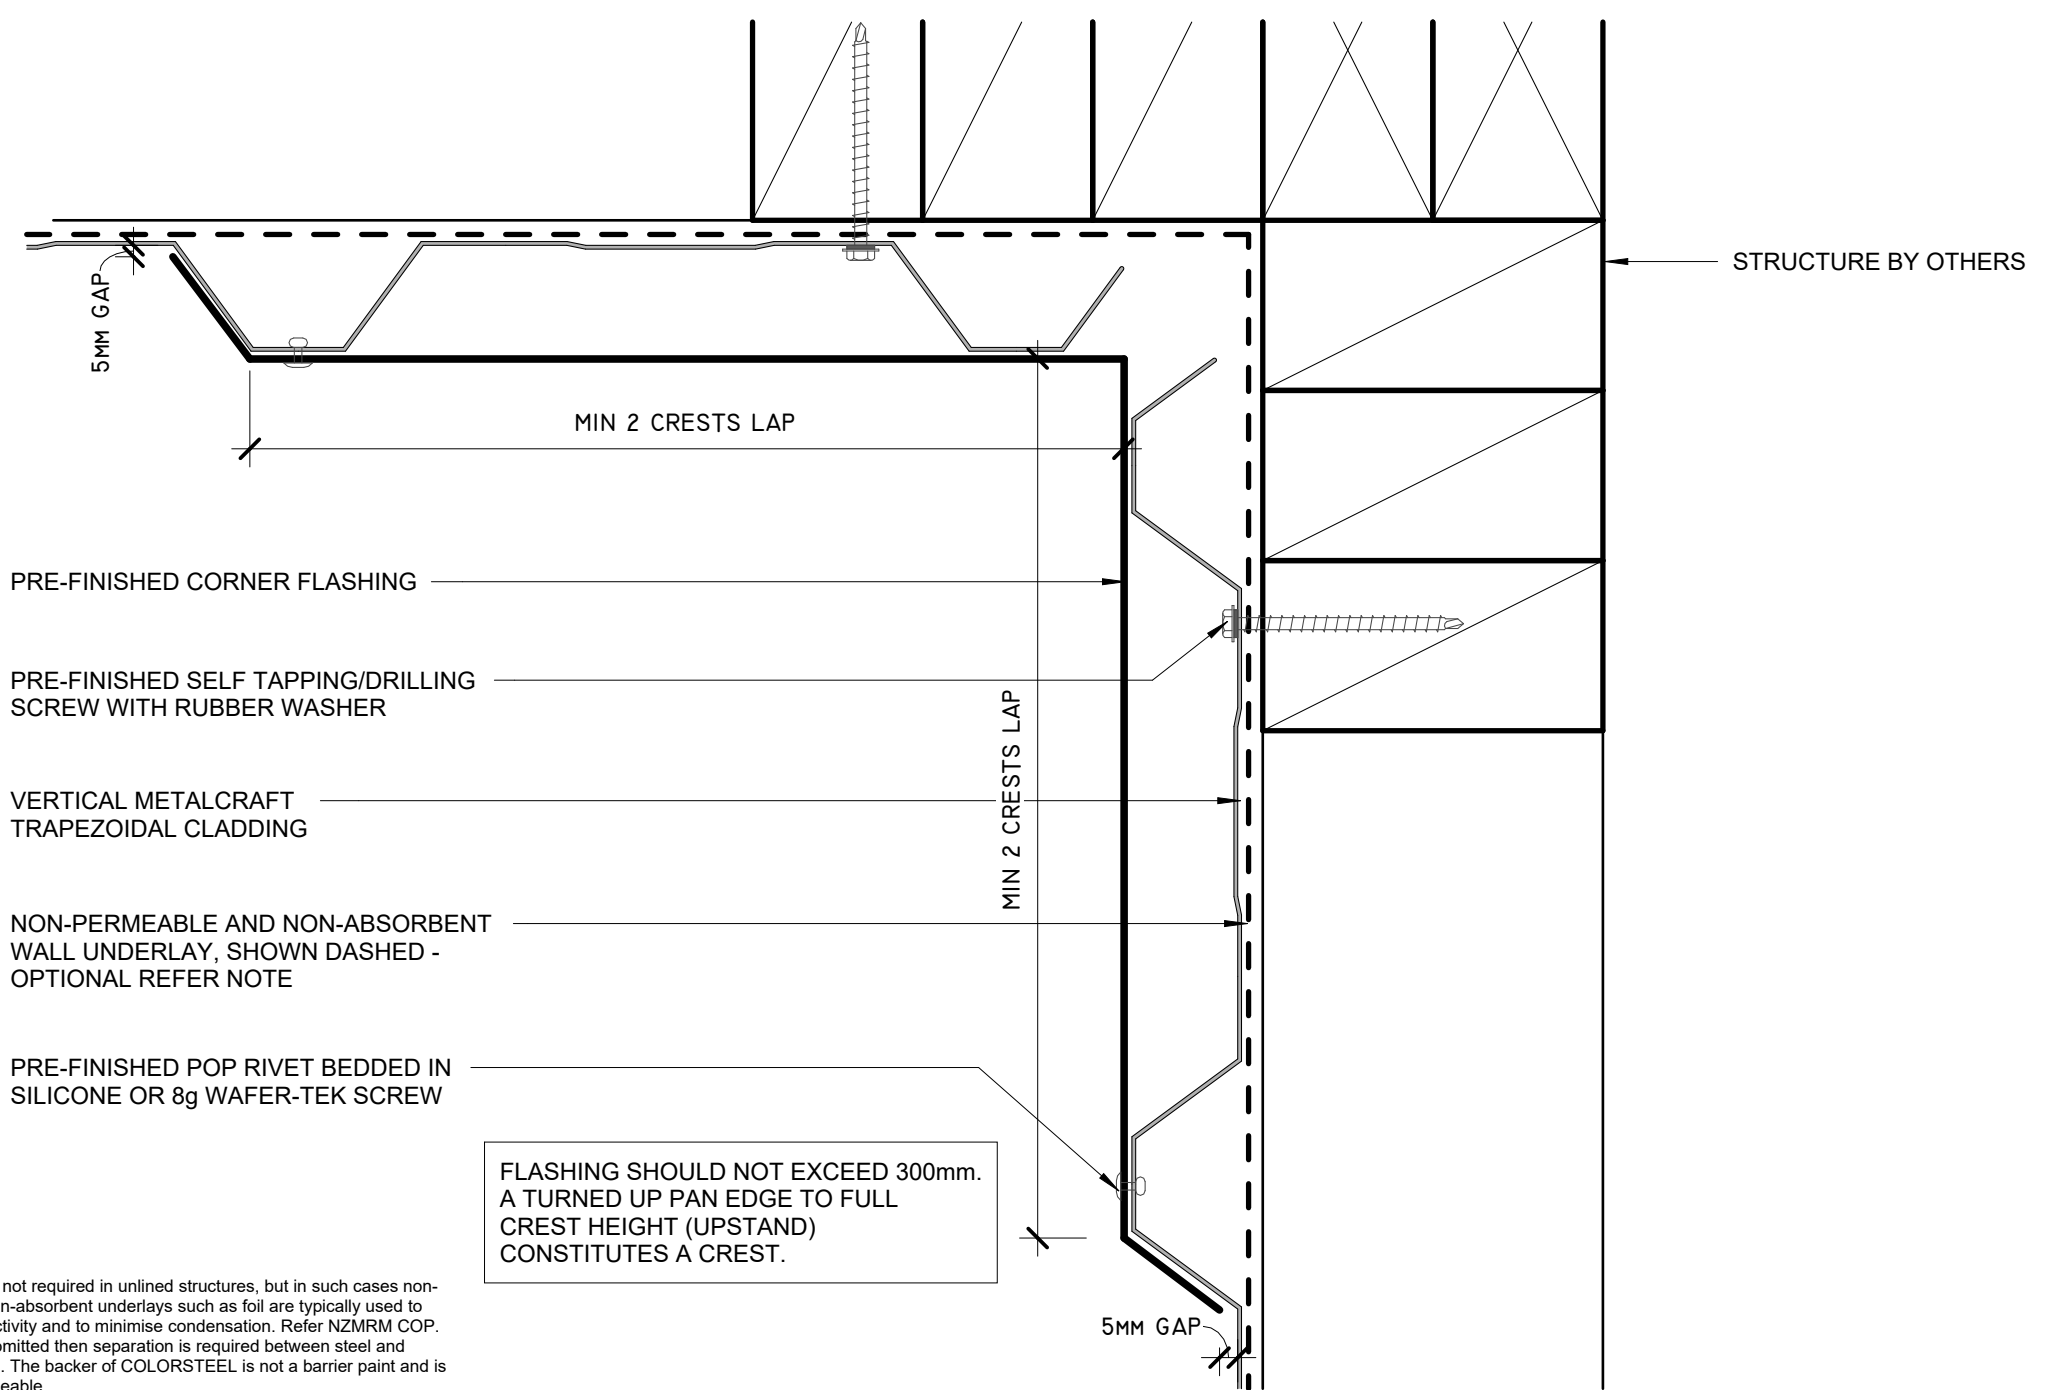 STRUCTURE BY OTHERS
5MM GAP
MIN 2 CRESTS LAP
PRE-FINISHED CORNER FLASHING
PRE-FINISHED SELF TAPPING/DRILLING
SCREW WITH RUBBER WASHER
MIN 2 CRESTS LAP
VERTICAL METALCRAFT
TRAPEZOIDAL CLADDING
NON-PERMEABLE AND NON-ABSORBENT
WALL UNDERLAY, SHOWN DASHED -
OPTIONAL REFER NOTE
PRE-FINISHED POP RIVET BEDDED IN
SILICONE OR 8g WAFER-TEK SCREW
FLASHING SHOULD NOT EXCEED 300mm.
A TURNED UP PAN EDGE TO FULL
CREST HEIGHT (UPSTAND)
CONSTITUTES A CREST.
not required in unlined structures, but in such cases non-
n-absorbent underlays such as foil are typically used to
ctivity and to minimise condensation. Refer NZMRM COP.
mitted then separation is required between steel and
. The backer of COLORSTEEL is not a barrier paint and is
eable
5MM GAP